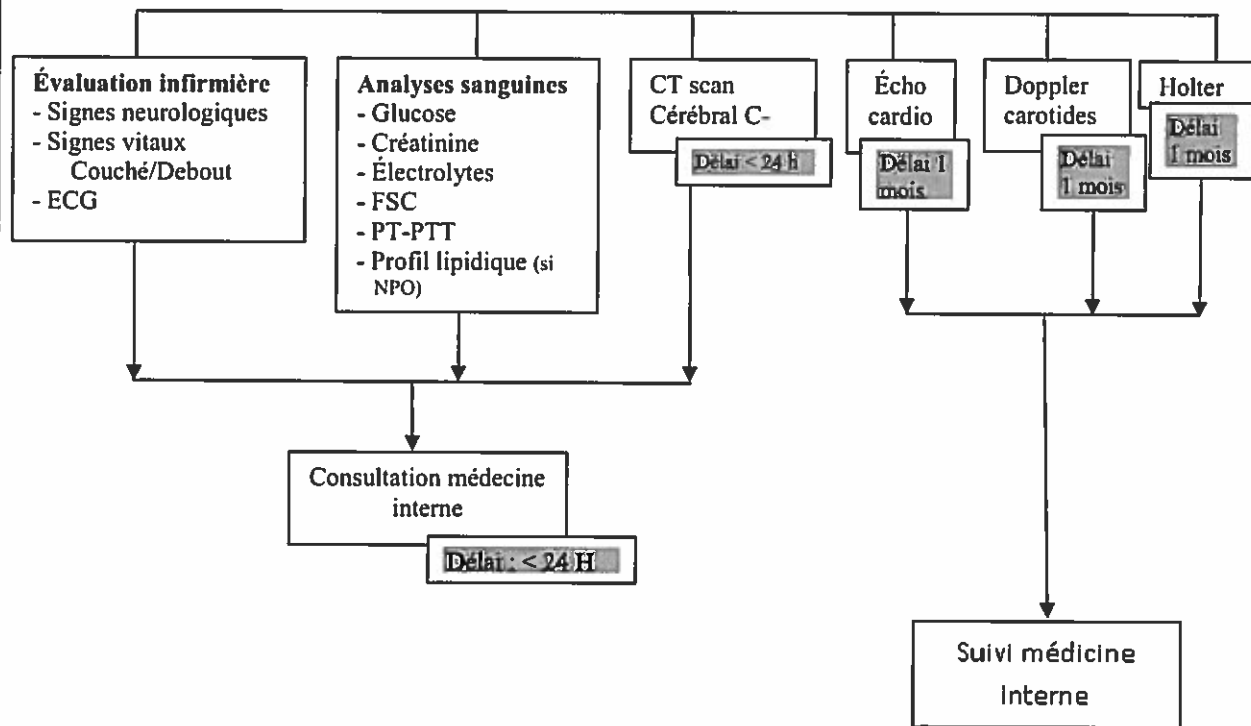 Évaluation infirmière
- Signes neurologiques
- Signes vitaux
Couché/Debout
- ECG
Analyses sanguines
- Glucose
- Créatinine
- Électrolytes
- FSC
- PT-PTT
- Profil lipidique (si
NPO)
CT scan
Cérébral C-
Délai < 24 h
Écho
cardio
Délai 1
mois
Doppler
carotides
Délai
1 mois
Holter
Délai
1 mois
Consultation médecine
interne
Délai : < 24 H
Suivi médicine
interne